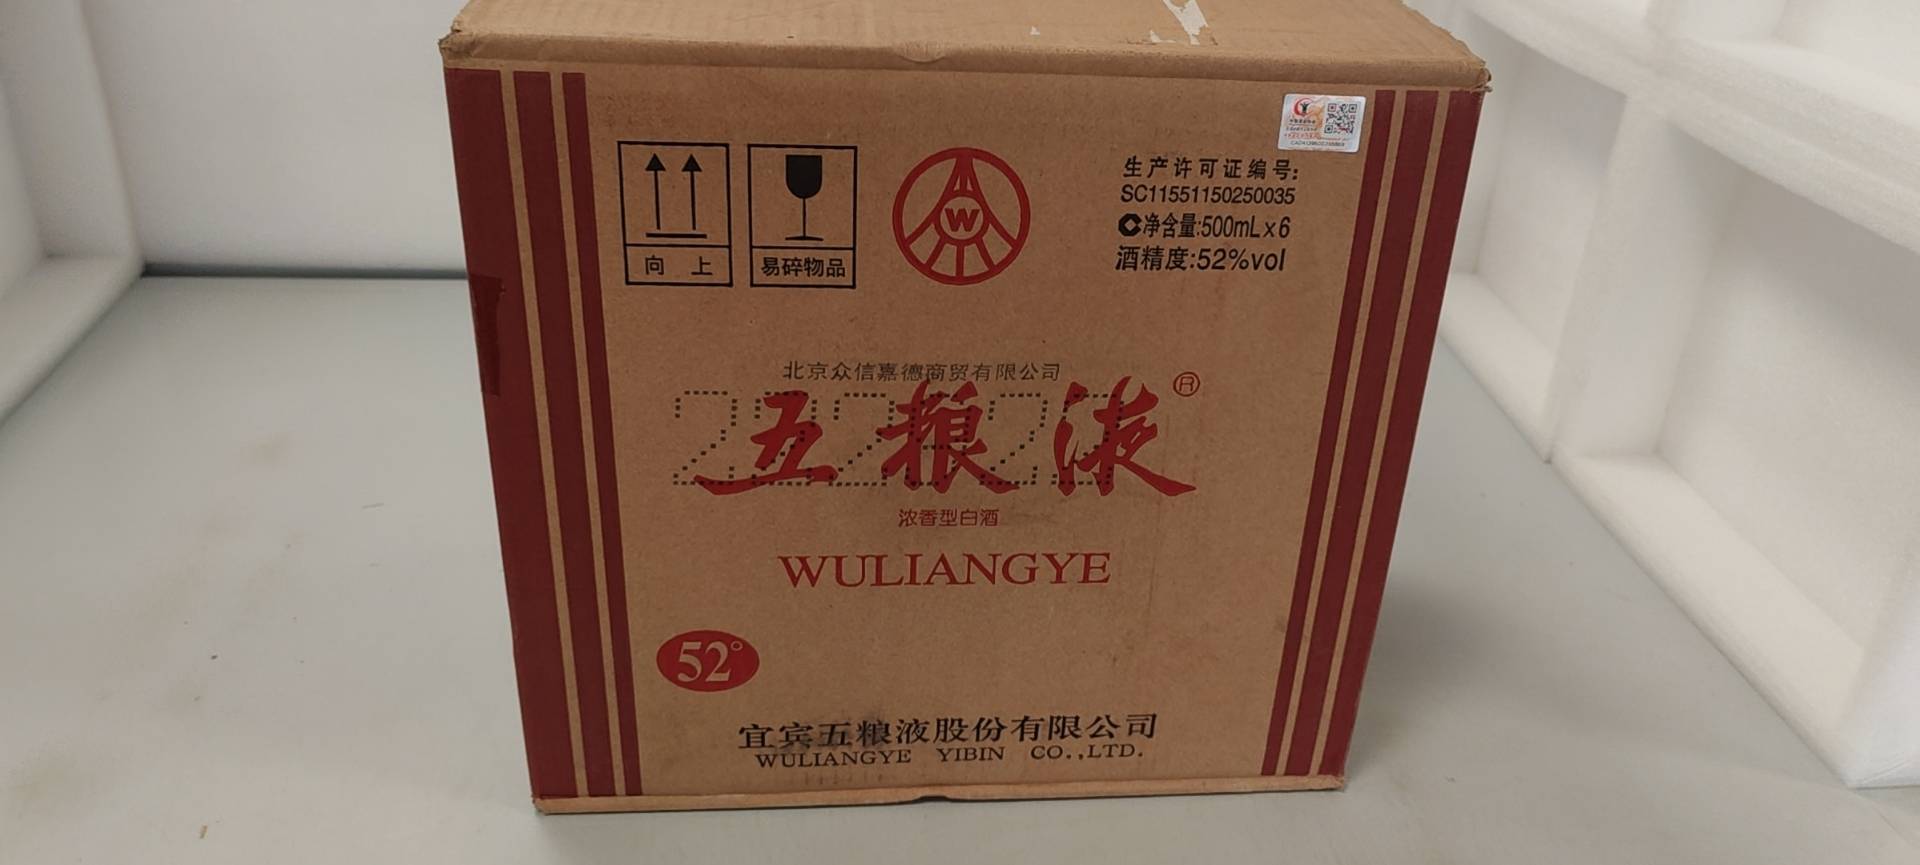 向 上
易碎物品
W
生产许可证编号:
SC11551150250035
净含量:500mL×6
酒精度:52%vol
北京众信嘉德商贸有限公司
五粮液®
浓香型白酒
WULIANGYE
52°
宜宾五粮液股份有限公司
WULIANGYE YIBIN CO.,LTD.